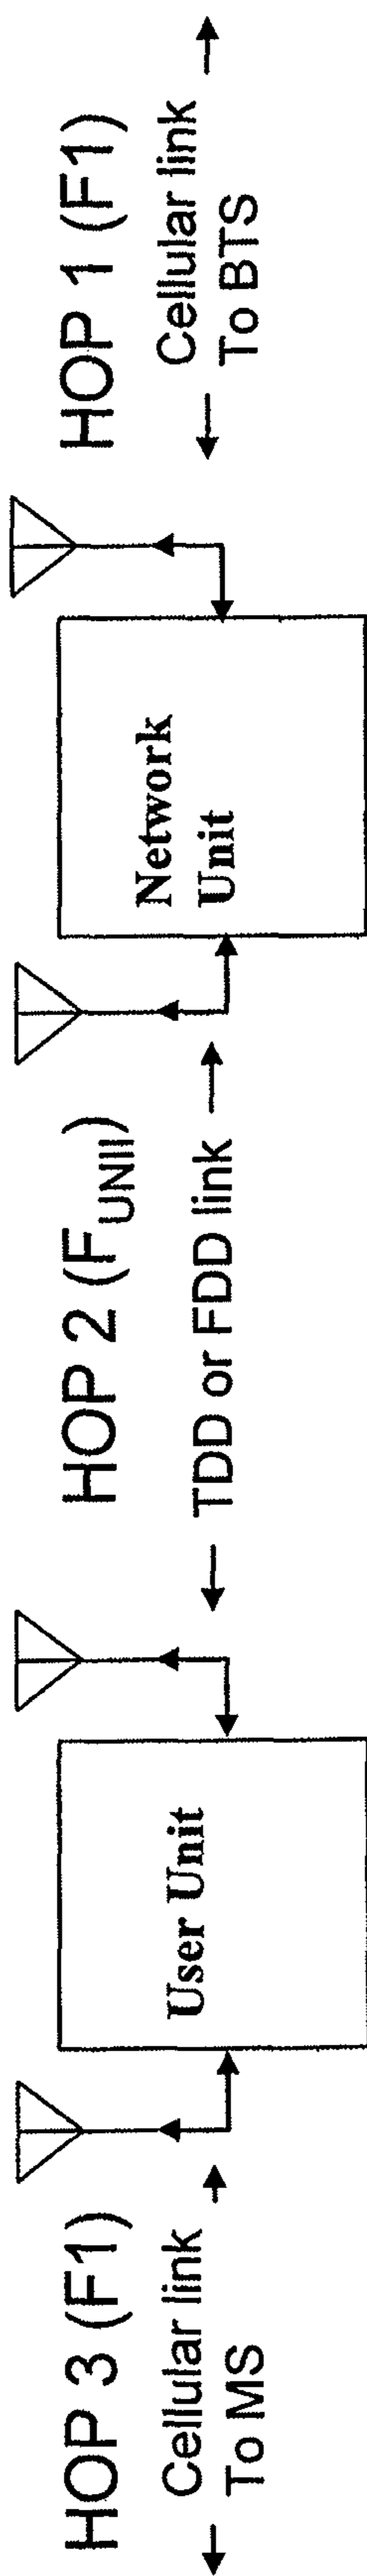 HOP 3 (F1)
Cellular link
To MS
User Unit
HOP 2 (FUNII)
TDD or FDD link
Network
Unit
HOP 1 (F1)
Cellular link
To BTS